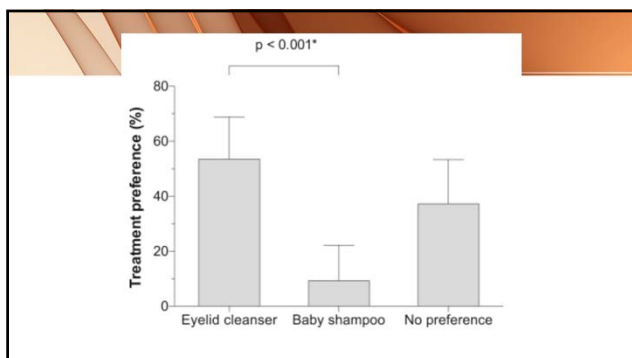 p < 0.001*
Treatment preference (%)
80
60
40
20
0
Eyelid cleanser Baby shampoo No preference